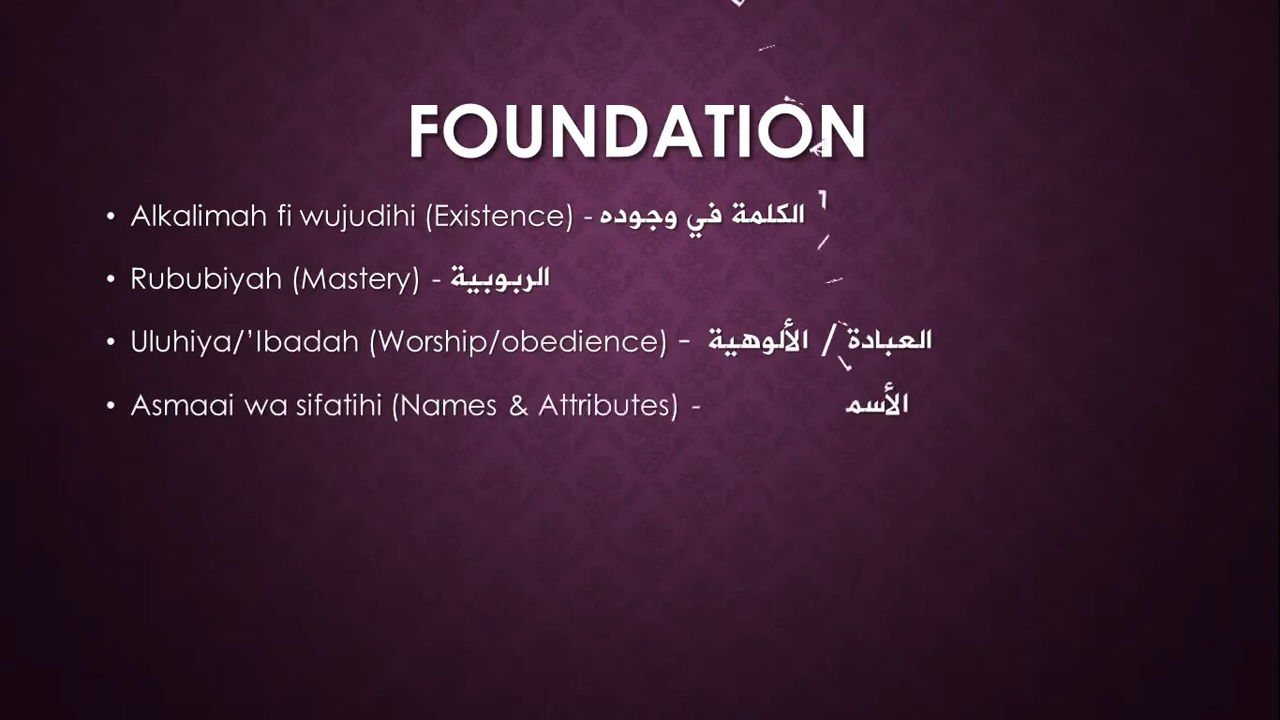 FOUNDATION
• Alkalimah fi wujudihi (Existence) - الكلمة في وجوده
• Rububiyah (Mastery) - الربوبية
• Uluhiya/’Ibadah (Worship/obedience) - العبادة / الألوهية
• Asmaai wa sifatihi (Names & Attributes) - الأسم